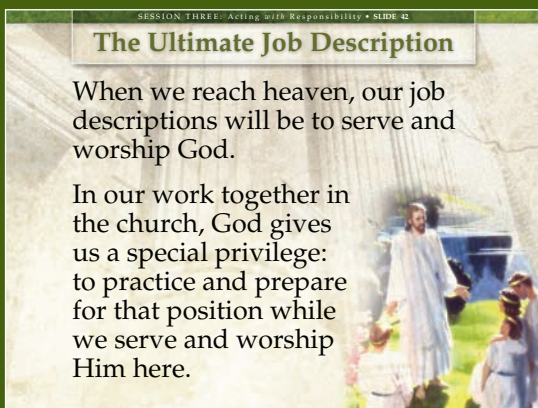 SESSION THREE: Acting with Responsibility • SLIDE 42
The Ultimate Job Description
When we reach heaven, our job
descriptions will be to serve and
worship God.
In our work together in
the church, God gives
us a special privilege:
to practice and prepare
for that position while
we serve and worship
Him here.